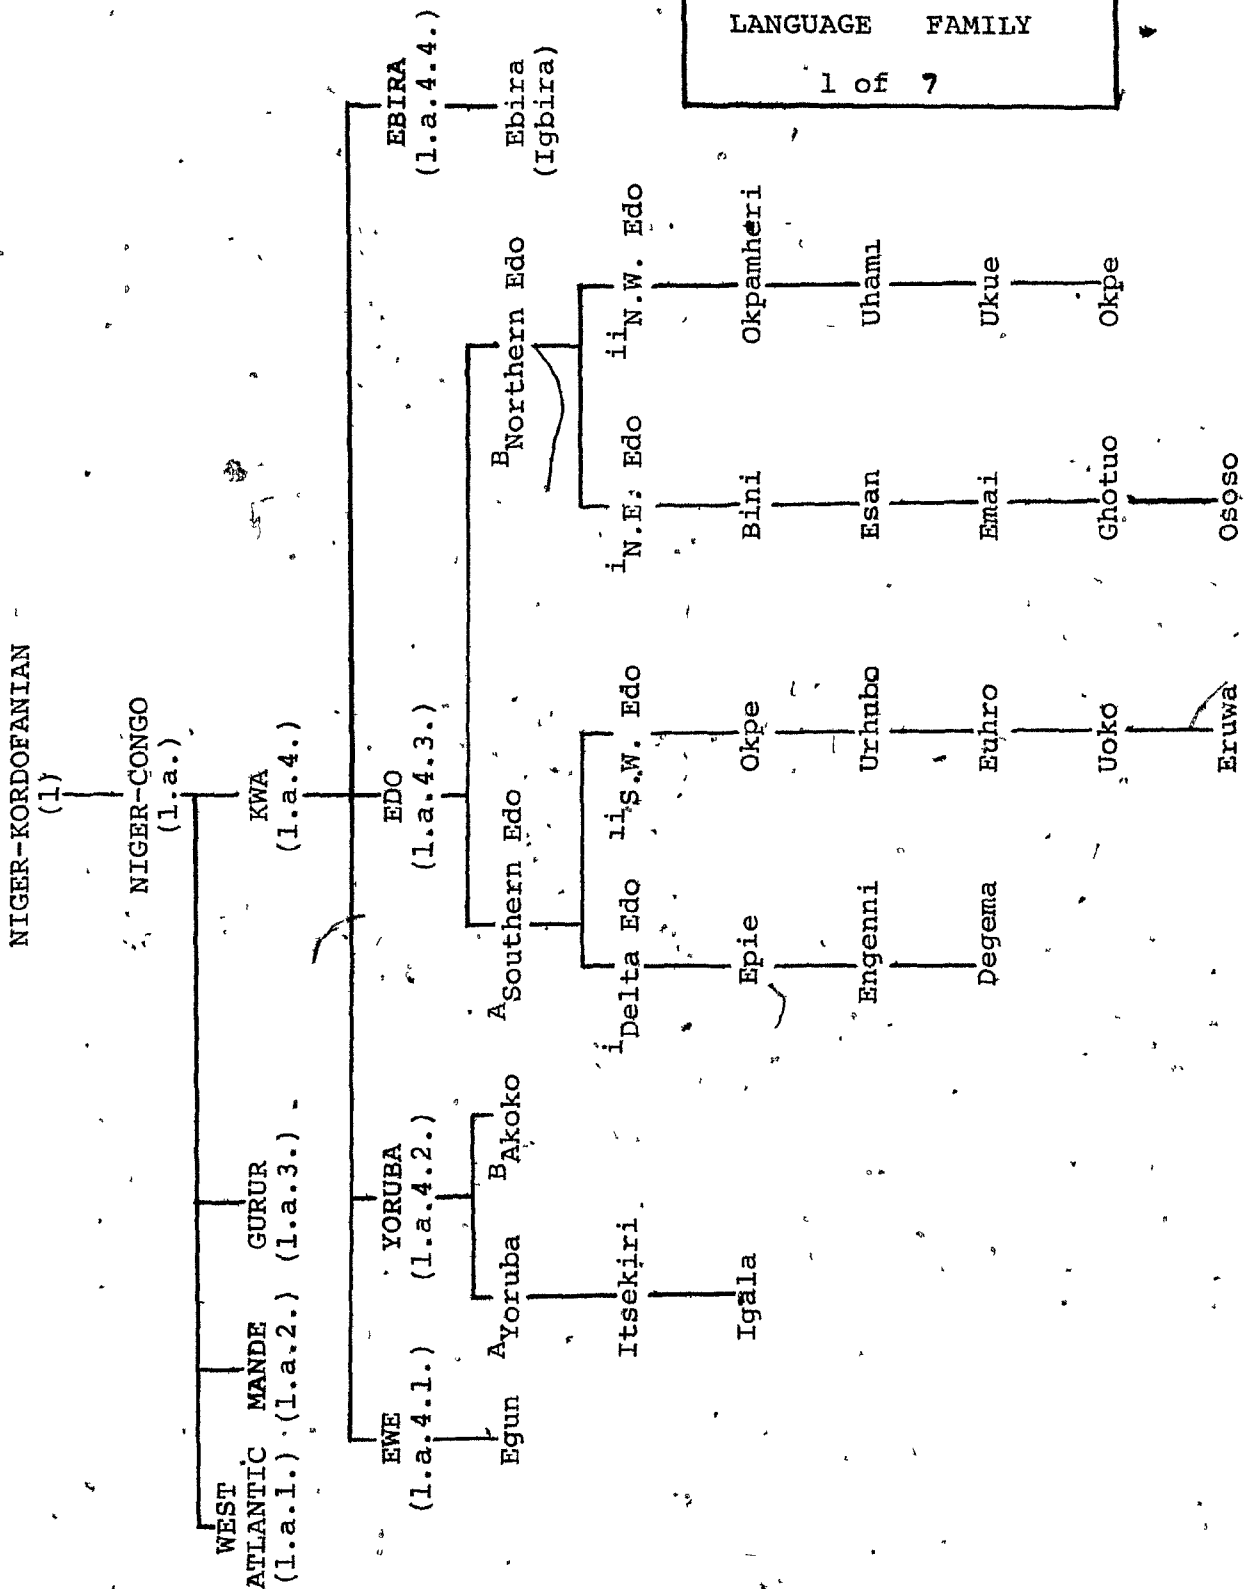 LANGUAGE FAMILY
1 of 7
NIGER-KORDOFANIAN
(1)
NIGER-CONGO
(1.a.)
WEST
ATLANTIC
(1.a.1.)
MANDE
(1.a.2.)
GURUR
(1.a.3.)
KWA
(1.a.4.)
EWE
(1.a.4.1.)
Egun
YORUBA
(1.a.4.2.)
A Yoruba
Itsekiri
Igala
B Akoko
EDO
(1.a.4.3.)
A Southern Edo
i Delta Edo
Epie
Engenni
Degema
ii S.W. Edo
Okpe
Urhubo
Euhro
Uoko
Eruwa
B Northern Edo
i N.E. Edo
Bini
Esan
Emai
Ghotuo
Ososo
ii N.W. Edo
Okpamheri
Uhami
Ukue
Okpe
EBIRA
(1.a.4.4.)
Ebira
(Igbira)